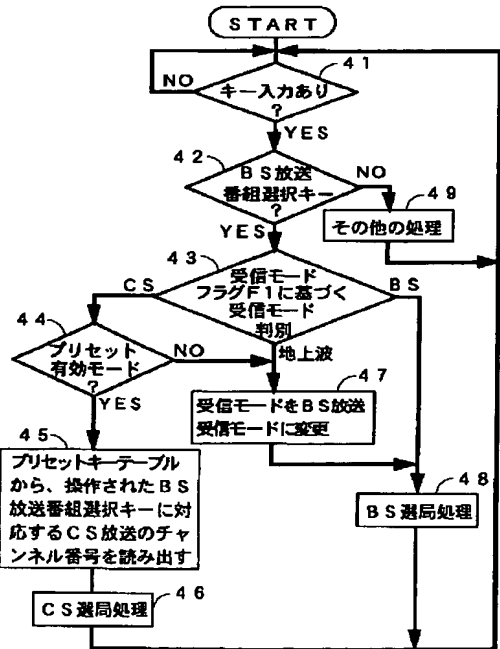 START
41
NO
キー入力あり
?
YES
42
BS放送
番組選択キー
?
NO
49
その他の処理
YES
43
受信モード
フラグF1に基づく
受信モード
判別
CS
BS
地上波
44
プリセット
有効モード
?
NO
YES
47
受信モードをBS放送
受信モードに変更
45
プリセットキーテーブル
から、操作されたBS
放送番組選択キーに対
応するCS放送のチャ
ンネル番号を読み出す
48
BS選局処理
46
CS選局処理